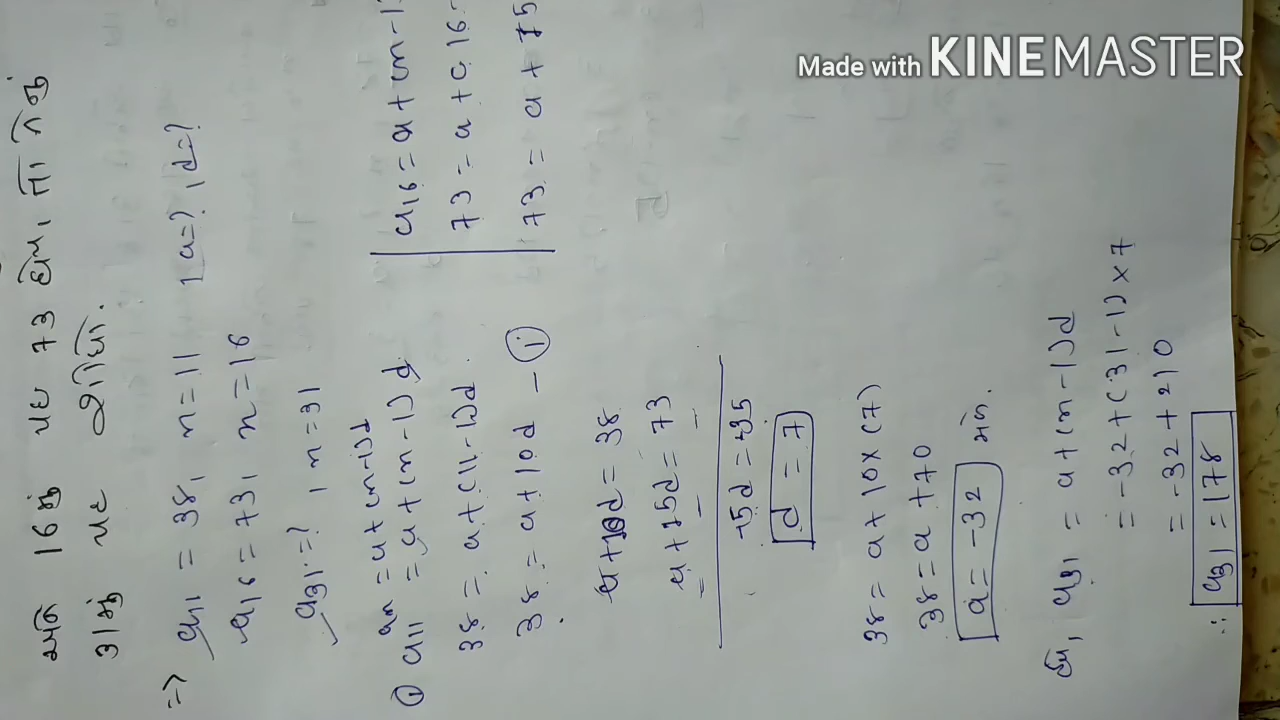 અને 16મું પદ 73 હોય, તો તેનું
31મું પદ શોધો.
=> a11 = 38, n=11, a=?, d=?
a16 = 73, n=16
a31=?, n=31
an = a+(n-1)d
① a11 = a+(n-1)d
38 = a+(11-1)d
38 = a+10d - ①
a16 = a+(n-1
73 = a+(16-
73 = a+75
a+10d = 38
a+15d = 73
- - -
-5d = -35
d = 7
38 = a+10×(7)
38 = a+70
a = -32 મળે.
હવે, a31 = a+(n-1)d
= -32+(31-1)×7
= -32+210
∴ a31 = 178
Made with KINEMASTER